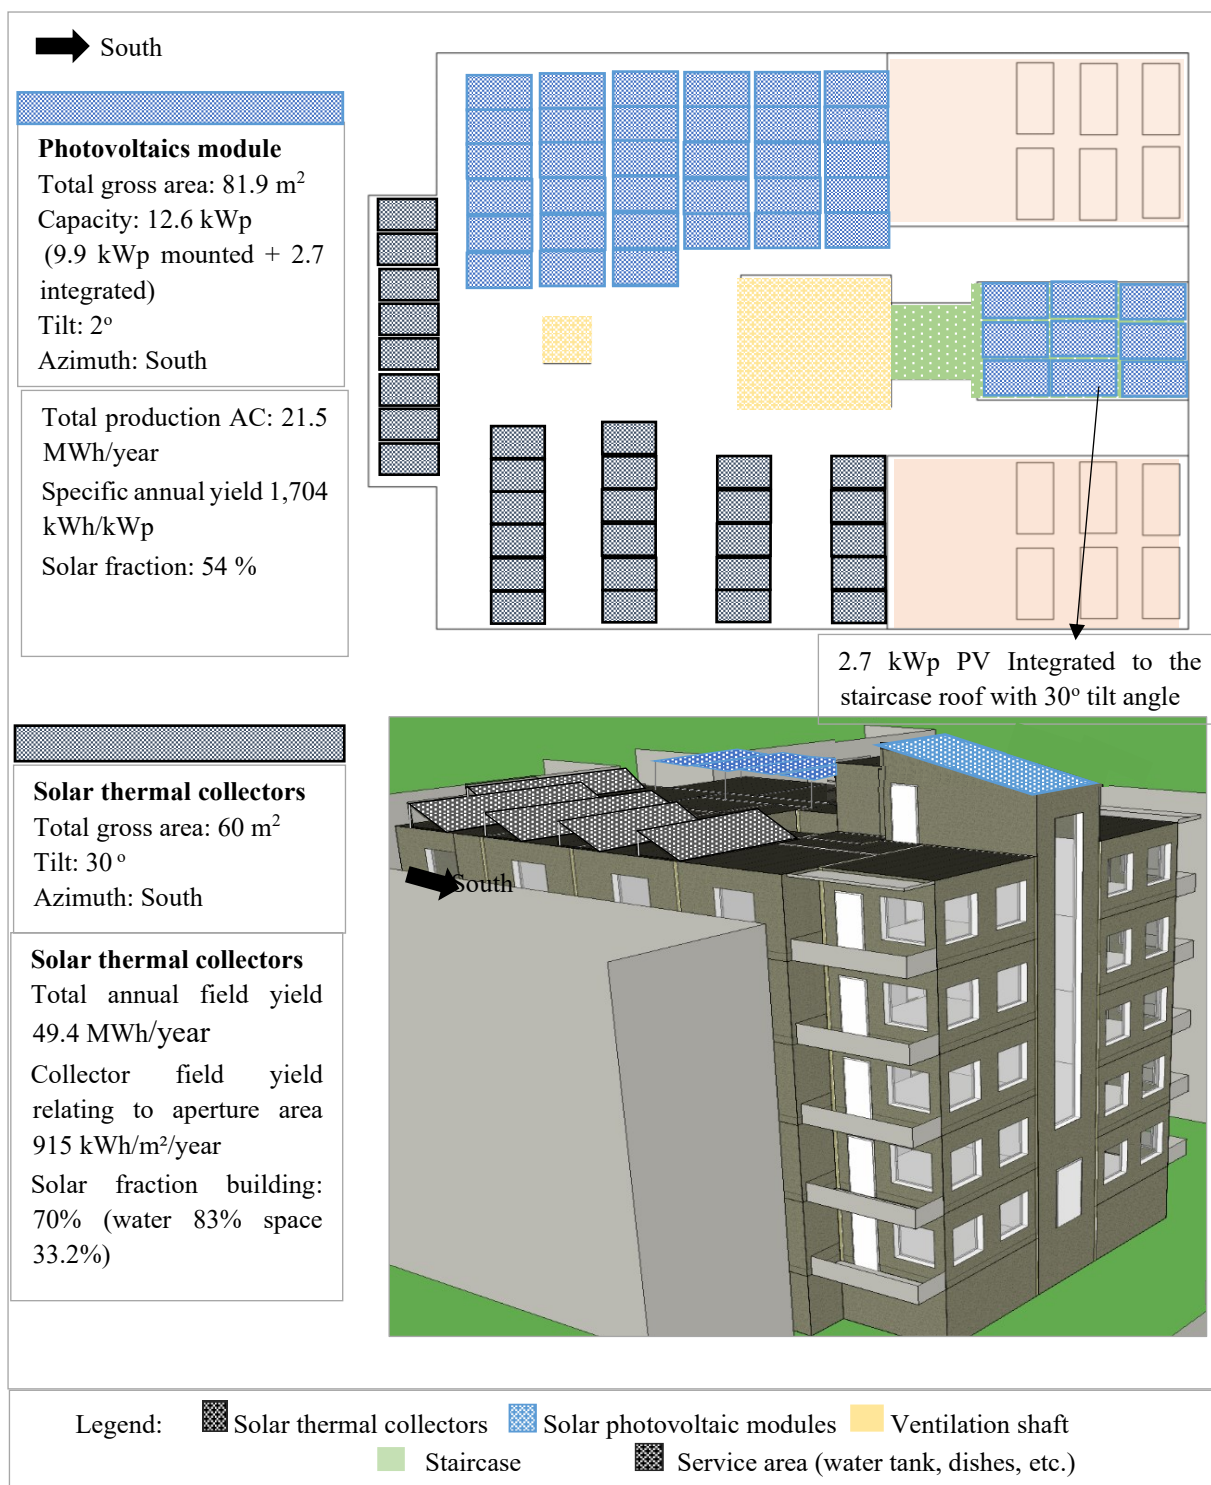 South
Photovoltaics module
Total gross area: 81.9 m²
Capacity: 12.6 kWp
(9.9 kWp mounted + 2.7
integrated)
Tilt: 2º
Azimuth: South
Total production AC: 21.5
MWh/year
Specific annual yield 1,704
kWh/kWp
Solar fraction: 54 %
2.7 kWp PV Integrated to the
staircase roof with 30º tilt angle
Solar thermal collectors
Total gross area: 60 m²
Tilt: 30 º
Azimuth: South
Solar thermal collectors
Total annual field yield
49.4 MWh/year
Collector field yield
relating to aperture area
915 kWh/m²/year
Solar fraction building:
70% (water 83% space
33.2%)
South
Legend: Solar thermal collectors Solar photovoltaic modules Ventilation shaft
Staircase Service area (water tank, dishes, etc.)